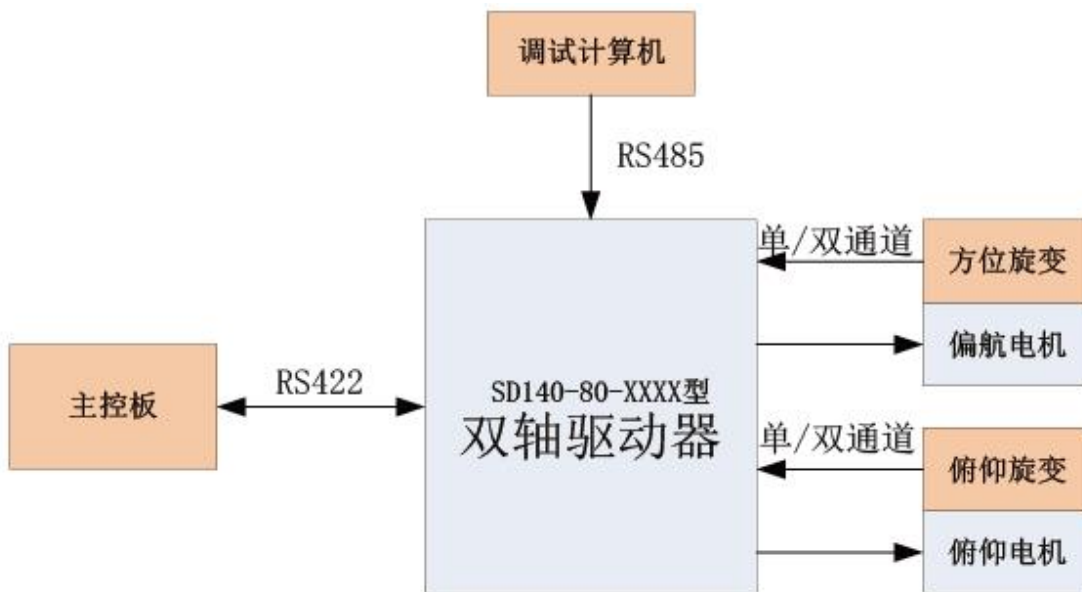 调试计算机
RS485
单/双通道
方位旋变
偏航电机
主控板
RS422
SD140-80-XXXX型
双轴驱动器
单/双通道
俯仰旋变
俯仰电机